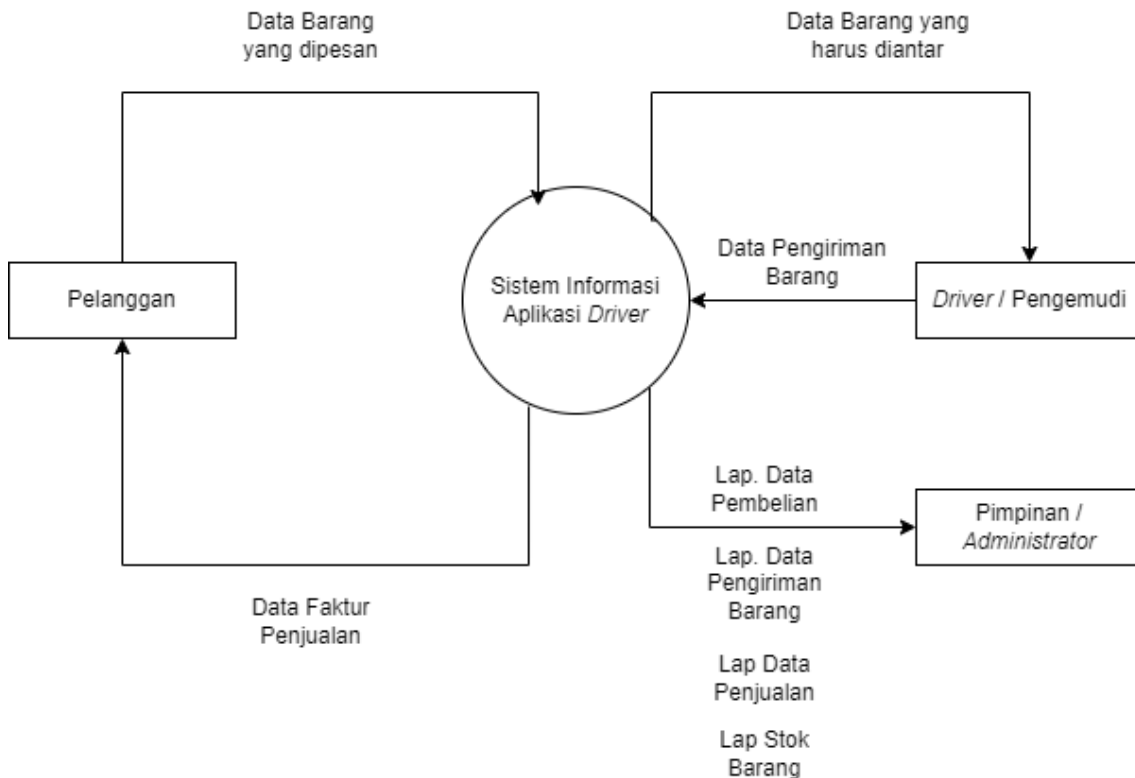 Data Barang
yang dipesan
Data Barang yang
harus diantar
Data Pengiriman
Barang
Pelanggan
Sistem Informasi
Aplikasi Driver
Driver / Pengemudi
Lap. Data
Pembelian
Pimpinan /
Administrator
Lap. Data
Pengiriman
Barang
Data Faktur
Penjualan
Lap Data
Penjualan
Lap Stok
Barang